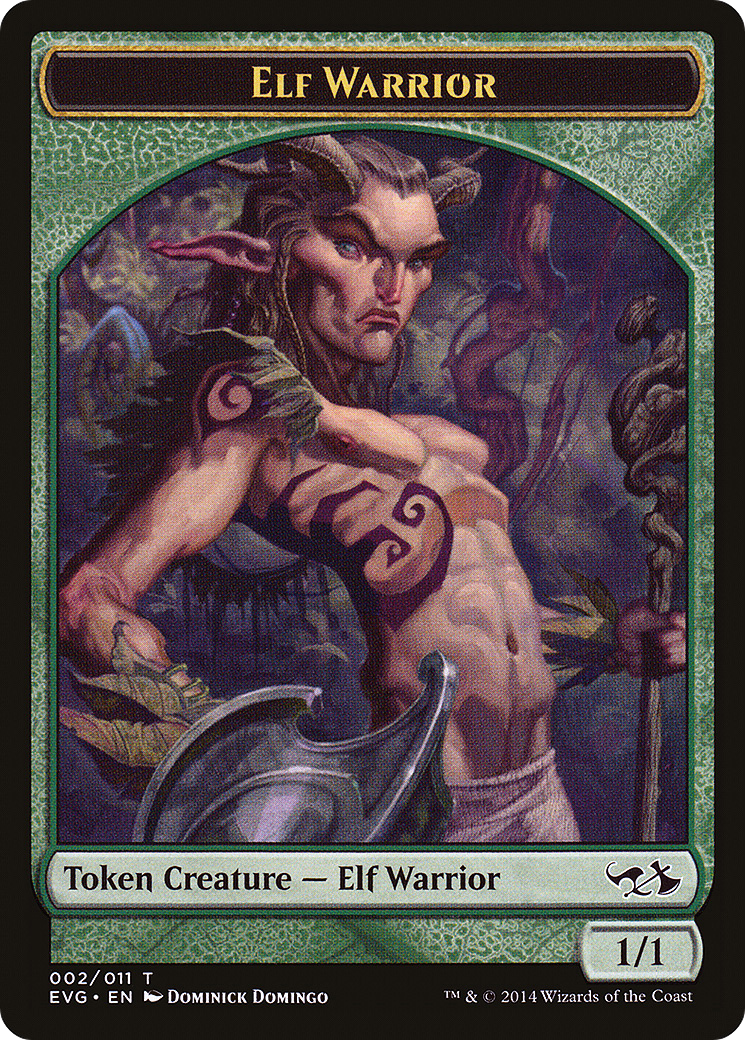 Elf Warrior
Token Creature — Elf Warrior
1/1
002/011 T
EVG • EN Dominick Domingo
™ & © 2014 Wizards of the Coast